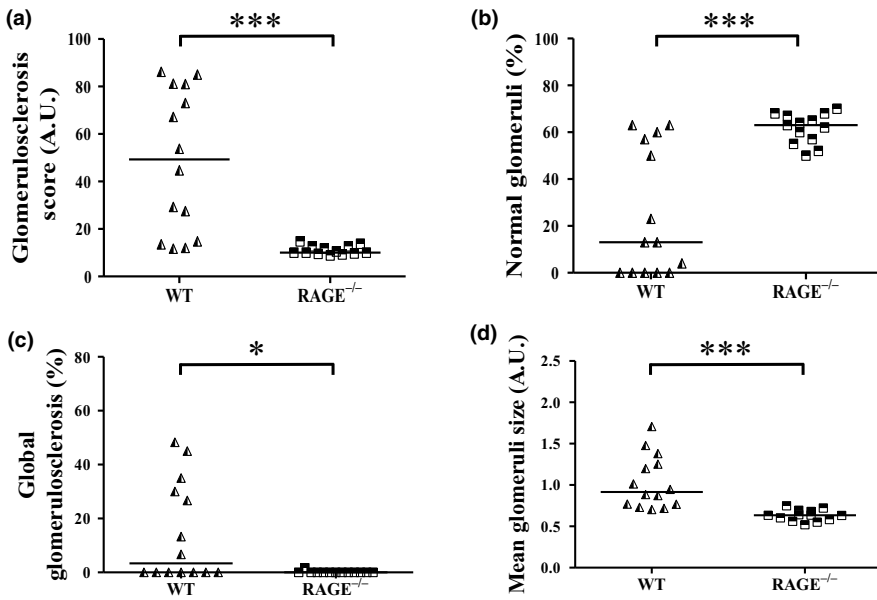 (a)
***
Glomerulosclerosis
score (A.U.)
100
80
60
40
20
0
WT
RAGE−/−
(b)
***
Normal glomeruli (%)
100
80
60
40
20
0
WT
RAGE−/−
(c)
*
Global
glomerulosclerosis (%)
80
60
40
20
0
WT
RAGE−/−
(d)
***
Mean glomeruli size (A.U.)
2.5
2.0
1.5
1.0
0.5
0.0
WT
RAGE−/−